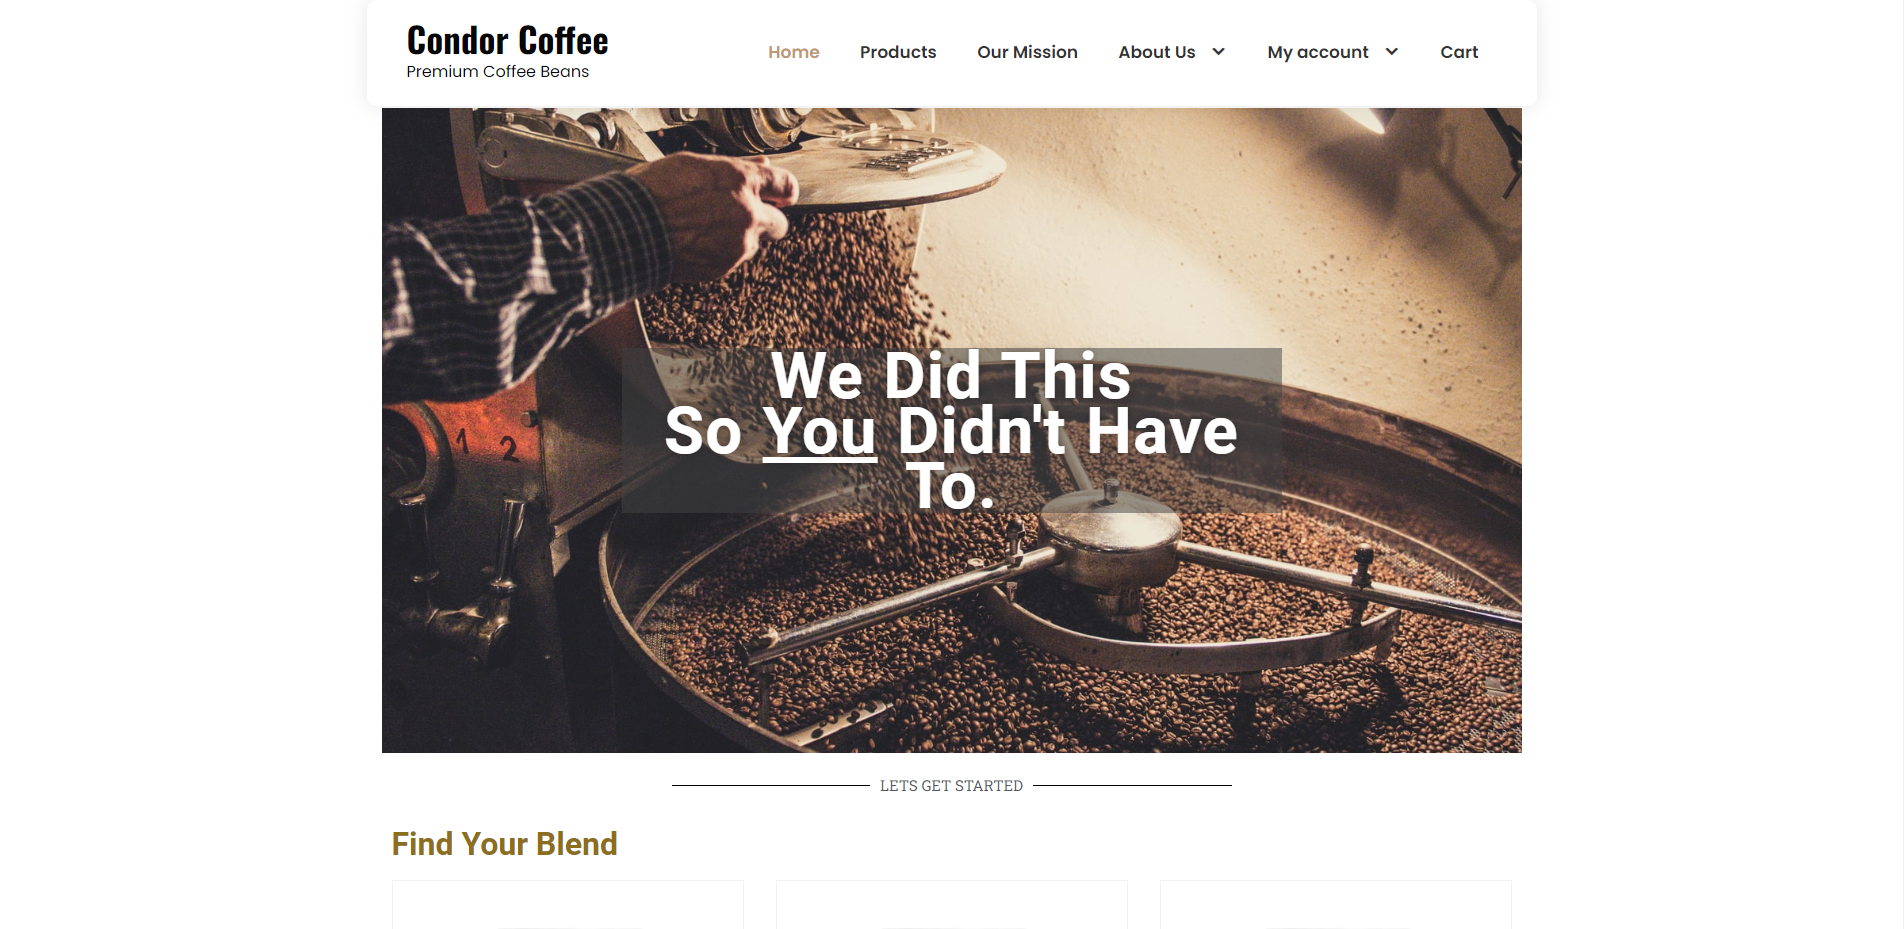 Condor Coffee
Premium Coffee Beans
Home Products Our Mission About Us My account Cart
1 2
We Did This
So You Didn't Have
To.
LETS GET STARTED
Find Your Blend